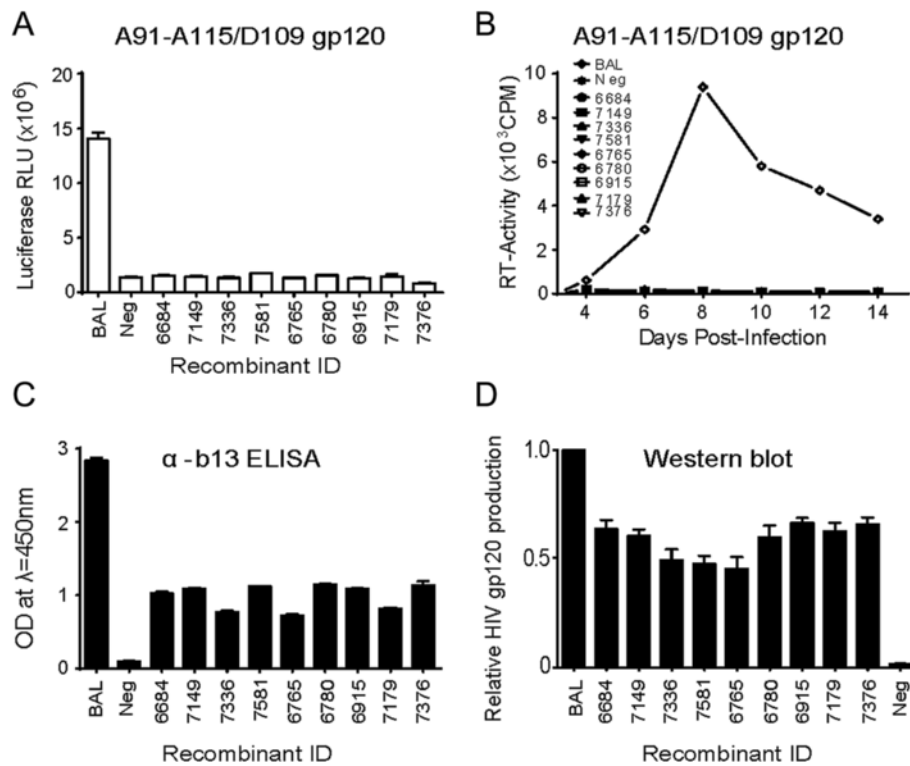 A
A91-A115/D109 gp120
Luciferase RLU (x10⁶)
20
15
10
5
0
BAL
Neg
6684
7149
7336
7581
6765
6780
6915
7179
7376
Recombinant ID
B
A91-A115/D109 gp120
RT-Activity (x10³CPM)
10
8
6
4
2
0
BAL
Neg
6684
7149
7336
7581
6765
6780
6915
7179
7376
4
6
8
10
12
14
Days Post-Infection
C
α -b13 ELISA
OD at λ=450nm
3
2
1
0
BAL
Neg
6684
7149
7336
7581
6765
6780
6915
7179
7376
Recombinant ID
D
Western blot
Relative HIV gp120 production
1.0
0.5
0
BAL
6684
7149
7336
7581
6765
6780
6915
7179
7376
Neg
Recombinant ID